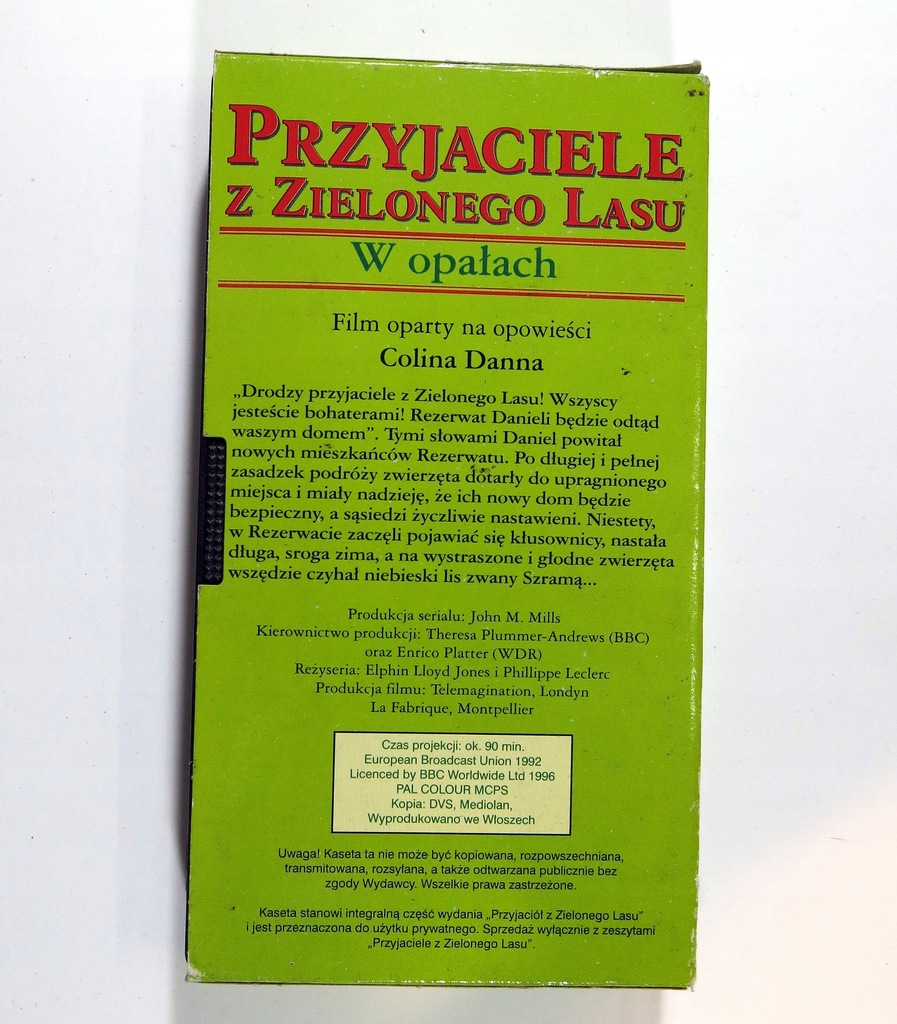 PRZYJACIELE
Z ZIELONEGO LASU
W opałach
Film oparty na opowieści
Colina Danna
„Drodzy przyjaciele z Zielonego Lasu! Wszyscy
jesteście bohaterami! Rezerwat Danieli będzie odtąd
waszym domem”. Tymi słowami Daniel powitał
nowych mieszkańców Rezerwatu. Po długiej i pełnej
zasadzek podróży zwierzęta dotarły do upragnionego
miejsca i miały nadzieję, że ich nowy dom będzie
bezpieczny, a sąsiedzi życzliwie nastawieni. Niestety,
w Rezerwacie zaczęli pojawiać się kłusownicy, nastała
długa, sroga zima, a na wystraszone i głodne zwierzęta
wszędzie czyhał niebieski lis zwany Szramą...
Produkcja serialu: John M. Mills
Kierownictwo produkcji: Theresa Plummer-Andrews (BBC)
oraz Enrico Platter (WDR)
Reżyseria: Elphin Lloyd Jones i Phillippe Leclerc
Produkcja filmu: Telemagination, Londyn
La Fabrique, Montpellier
Czas projekcji: ok. 90 min.
European Broadcast Union 1992
Licenced by BBC Worldwide Ltd 1996
PAL COLOUR MCPS
Kopia: DVS, Mediolan,
Wyprodukowano we Włoszech
Uwaga! Kaseta ta nie może być kopiowana, rozpowszechniana,
transmitowana, rozsyłana, a także odtwarzana publicznie bez
zgody Wydawcy. Wszelkie prawa zastrzeżone.
Kaseta stanowi integralną część wydania „Przyjaciół z Zielonego Lasu”
i jest przeznaczona do użytku prywatnego. Sprzedaż wyłącznie z zeszytami
„Przyjaciele z Zielonego Lasu”.